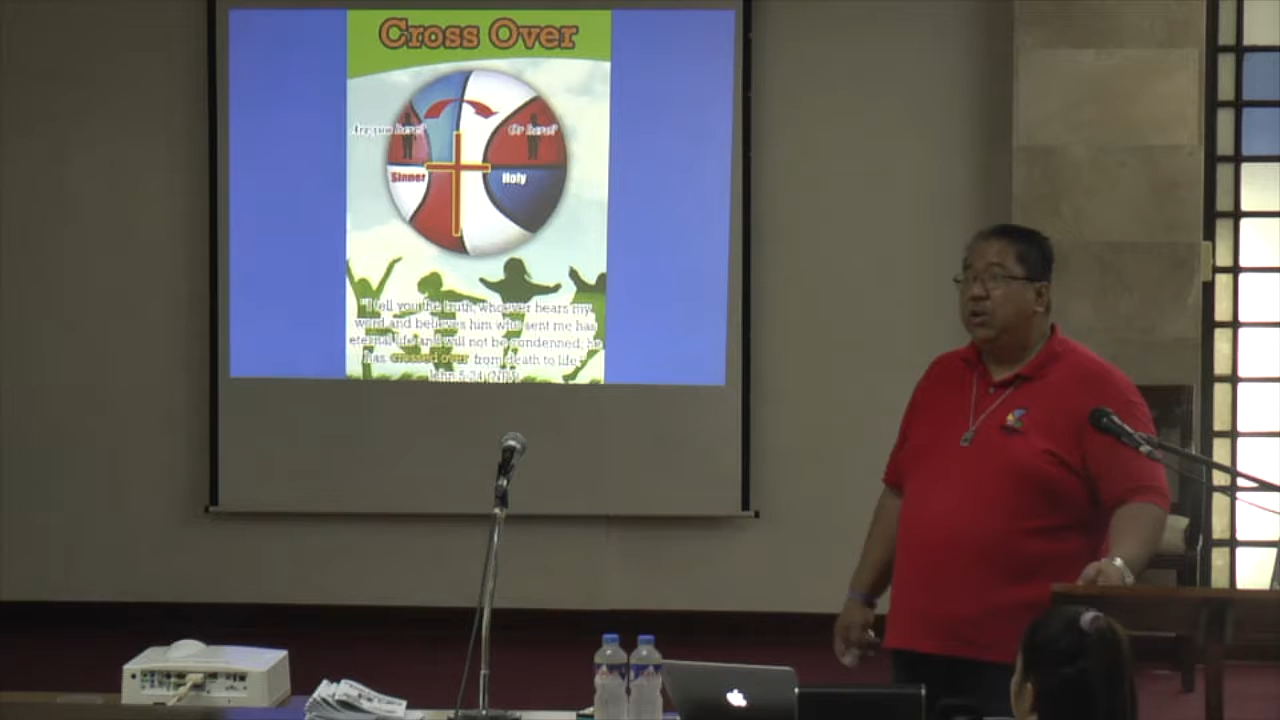 Cross Over
Are you here?
Or here?
Sinner
Holy
"I tell you the truth, whoever hears my
word and believes him who sent me has
eternal life and will not be condemned; he
has crossed over from death to life."
John 5:24 (NIV)